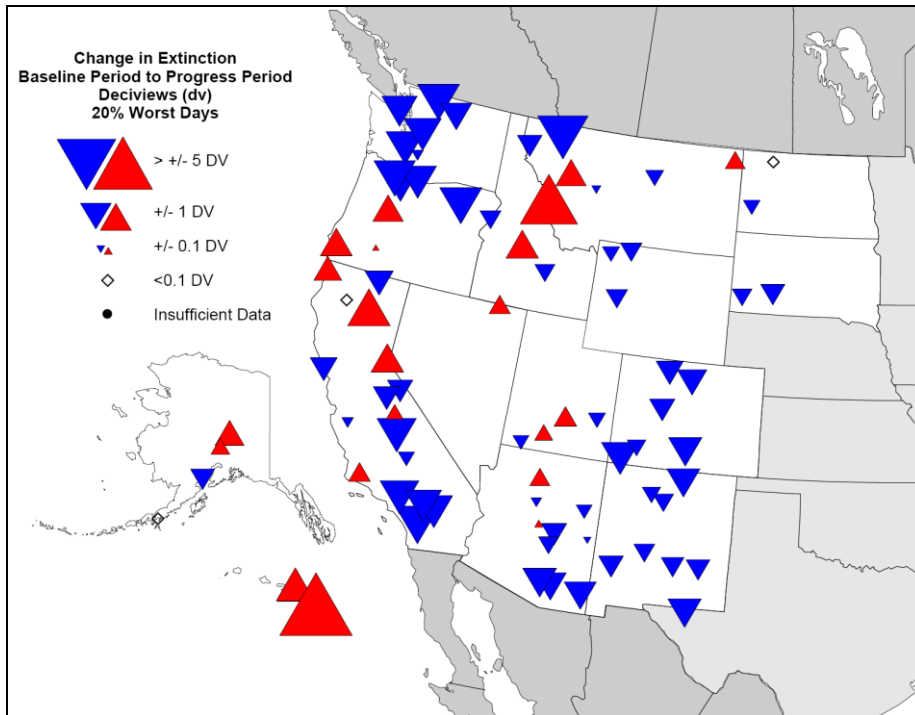 Change in Extinction
Baseline Period to Progress Period
Deciviews (dv)
20% Worst Days
> +/- 5 DV
+/- 1 DV
+/- 0.1 DV
<0.1 DV
Insufficient Data